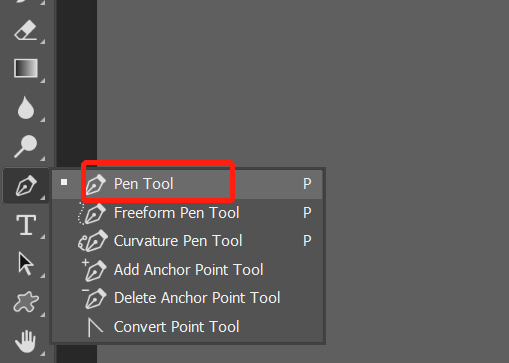 Pen Tool P
Freeform Pen Tool P
Curvature Pen Tool P
Add Anchor Point Tool
Delete Anchor Point Tool
Convert Point Tool
T